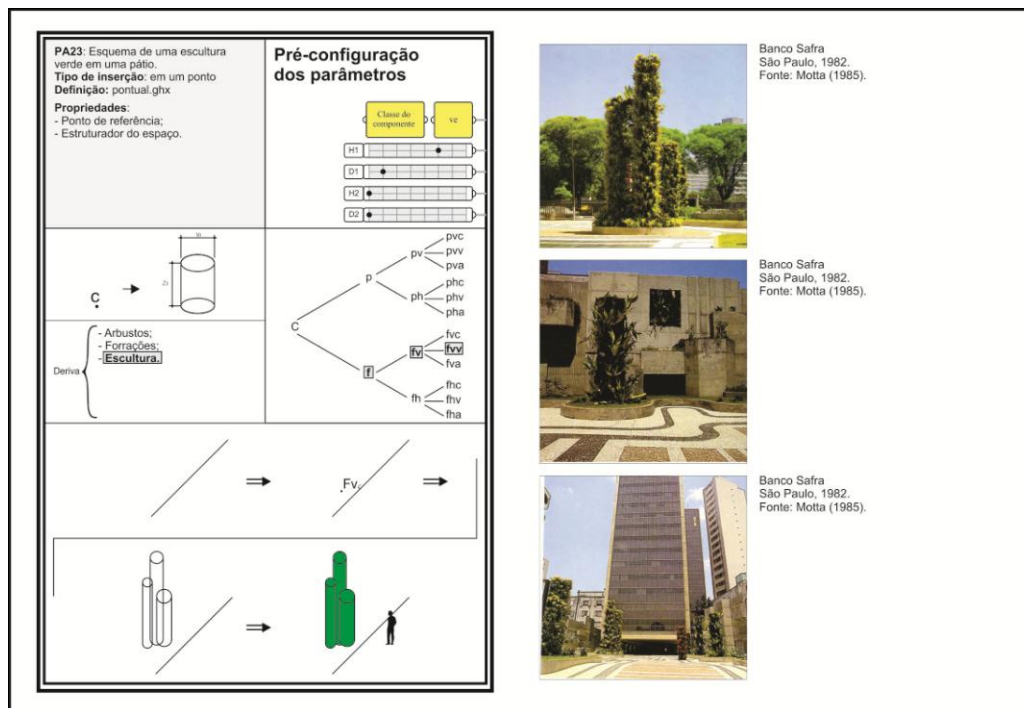 PA23: Esquema de uma escultura
verde em uma pátio.
Tipo de inserção: em um ponto
Definição: pontual.ghx
Propriedades:
- Ponto de referência;
- Estruturador do espaço.
Pré-configuração
dos parâmetros
Classe do
componente
ve
H1
D1
H2
D2
C
Deriva
- Arbustos;
- Forrações;
- Escultura.
C
p
f
pv
ph
fv
fh
pvc
pvv
pva
phc
phv
pha
fvc
fvv
fva
fhc
fhv
fha
Banco Safra
São Paulo, 1982.
Fonte: Motta (1985).
Banco Safra
São Paulo, 1982.
Fonte: Motta (1985).
Banco Safra
São Paulo, 1982.
Fonte: Motta (1985).